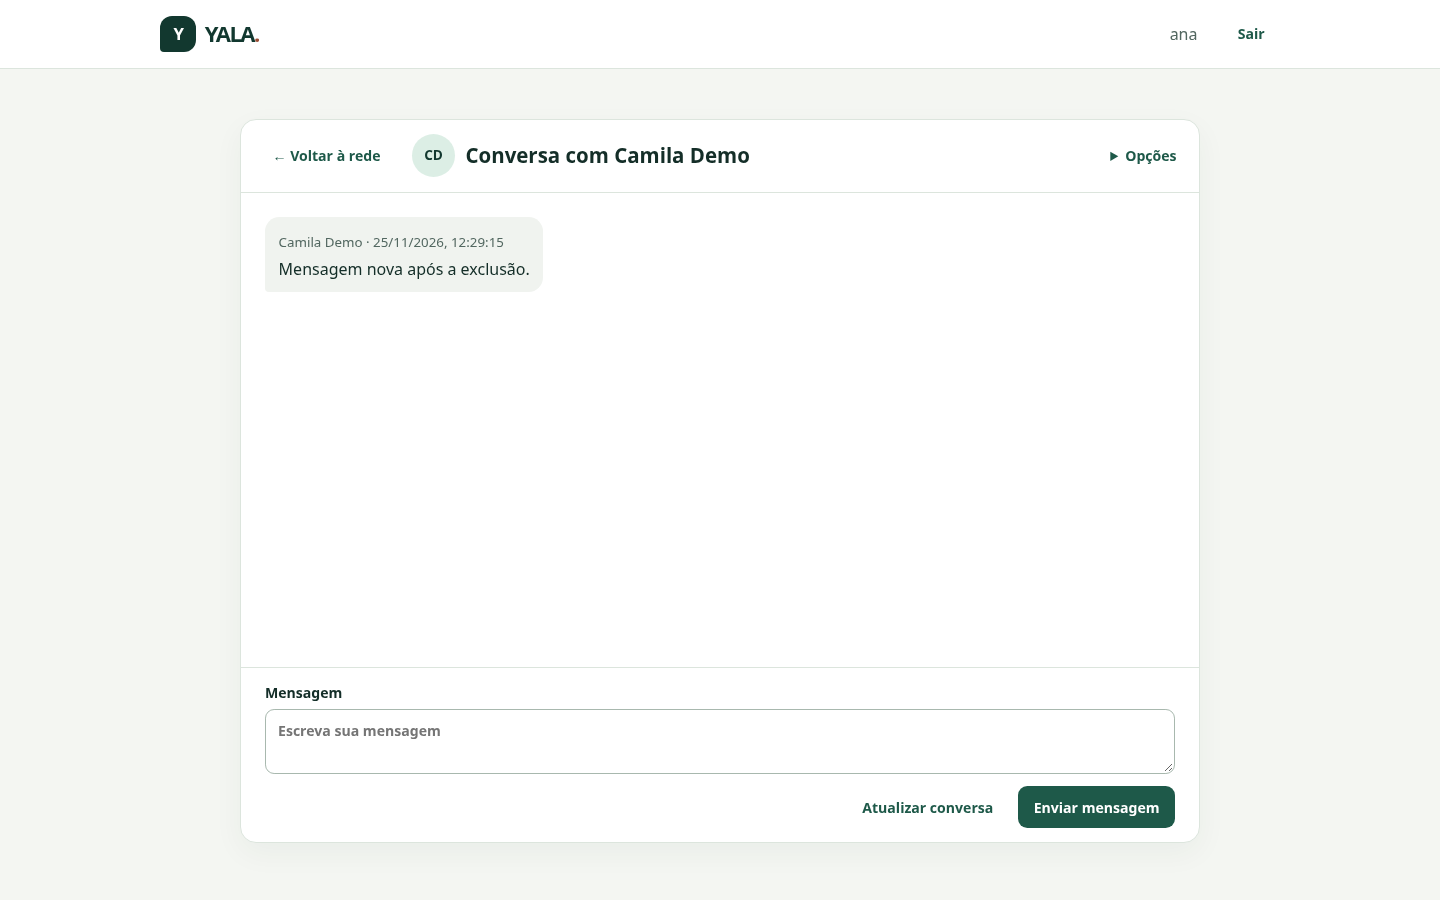 Y YALA.
ana
Sair
← Voltar à rede
CD
Conversa com Camila Demo
▶ Opções
Camila Demo · 25/11/2026, 12:29:15
Mensagem nova após a exclusão.
Mensagem
Escreva sua mensagem
Atualizar conversa
Enviar mensagem